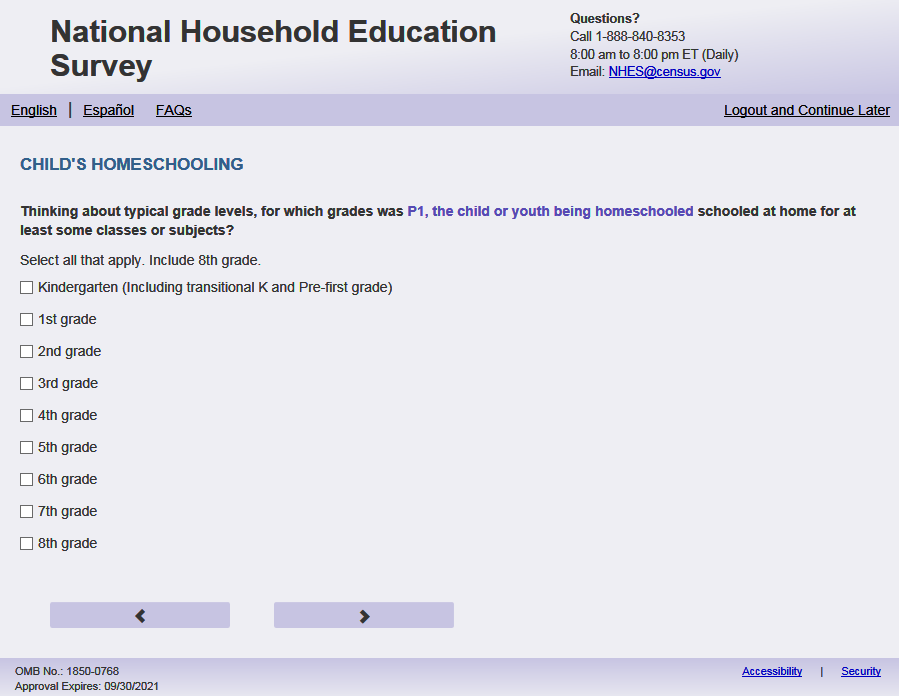 National Household Education
Survey
Questions?
Call 1-888-840-8353
8:00 am to 8:00 pm ET (Daily)
Email: NHES@census.gov
English | Español FAQs Logout and Continue Later
CHILD'S HOMESCHOOLING
Thinking about typical grade levels, for which grades was P1, the child or youth being homeschooled schooled at home for at
least some classes or subjects?
Select all that apply. Include 8th grade.
Kindergarten (Including transitional K and Pre-first grade)
1st grade
2nd grade
3rd grade
4th grade
5th grade
6th grade
7th grade
8th grade
OMB No.: 1850-0768
Approval Expires: 09/30/2021
Accessibility | Security